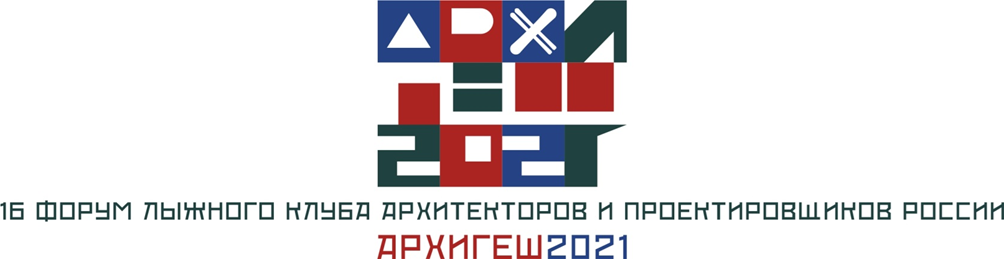 АРХИ
ГЕШ
2021
16 ФОРУМ ЛЫЖНОГО КЛУБА АРХИТЕКТОРОВ И ПРОЕКТИРОВЩИКОВ РОССИИ
АРХИГЕШ2021